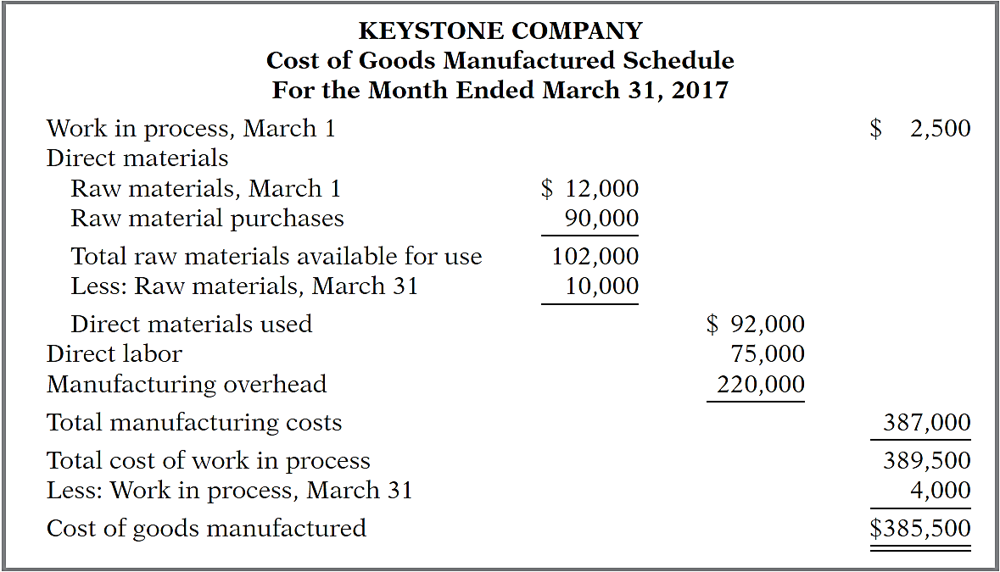 KEYSTONE COMPANY
Cost of Goods Manufactured Schedule
For the Month Ended March 31, 2017
Work in process, March 1 $ 2,500
Direct materials
Raw materials, March 1 $ 12,000
Raw material purchases 90,000
Total raw materials available for use 102,000
Less: Raw materials, March 31 10,000
Direct materials used $ 92,000
Direct labor 75,000
Manufacturing overhead 220,000
Total manufacturing costs 387,000
Total cost of work in process 389,500
Less: Work in process, March 31 4,000
Cost of goods manufactured $385,500